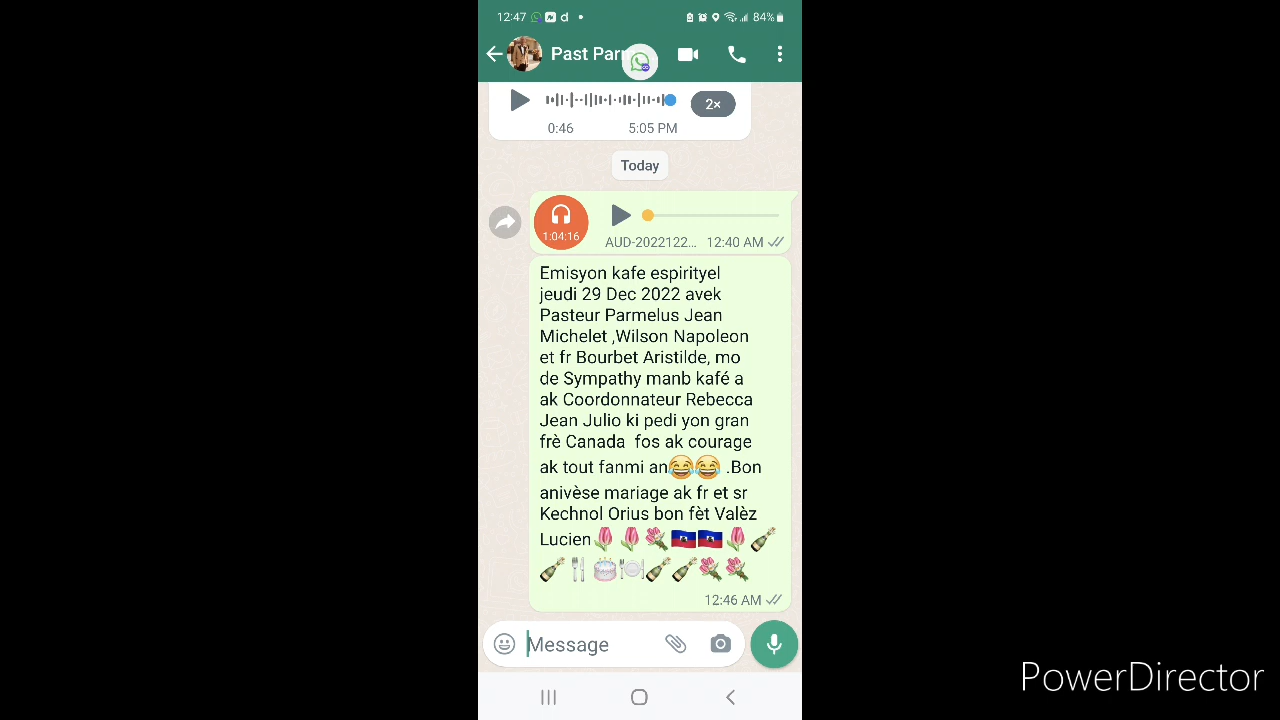 12:47
84%
Past Parm
2×
0:46
5:05 PM
Today
1:04:16
AUD-2022122...
12:40 AM
Emisyon kafe espirityel
jeudi 29 Dec 2022 avek
Pasteur Parmelus Jean
Michelet ,Wilson Napoleon
et fr Bourbet Aristilde, mo
de Sympathy manb kafé a
ak Coordonnateur Rebecca
Jean Julio ki pedi yon gran
frè Canada  fos ak courage
ak tout fanmi an😂😂 .Bon
anivèse mariage ak fr et sr
Kechnol Orius bon fèt Valèz
Lucien🌷🌷💐🇭🇹🇭🇹🌷🍾
🍾🍴🎂🍽🍾🍾💐💐
12:46 AM
Message
PowerDirector